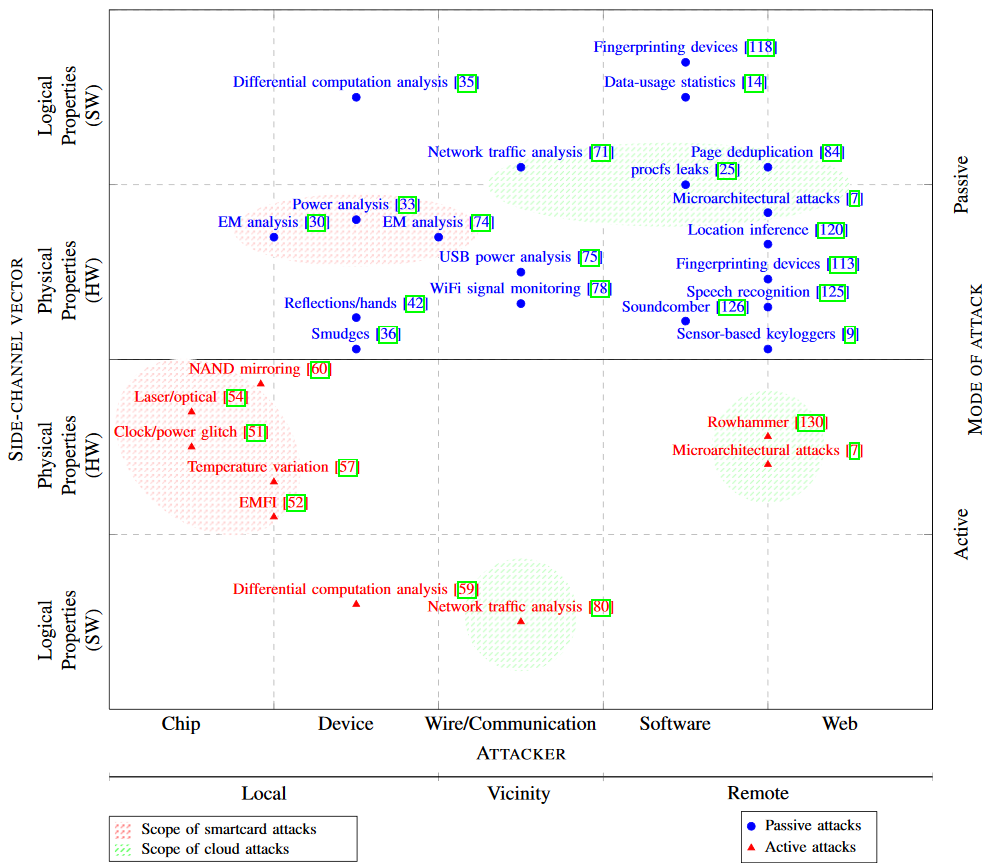 Fingerprinting devices [118]
Differential computation analysis [35]
Data-usage statistics [14]
Logical
Properties
(SW)
Network traffic analysis [71]
Page deduplication [84]
procfs leaks [25]
Passive
Microarchitectural attacks [7]
Power analysis [33]
EM analysis [30]
EM analysis [74]
Location inference [120]
USB power analysis [75]
Fingerprinting devices [113]
Physical
Properties
(HW)
WiFi signal monitoring [78]
Speech recognition [125]
Reflections/hands [42]
Soundcomber [126]
Smudges [36]
Sensor-based keyloggers [9]
SIDE-CHANNEL VECTOR
MODE OF ATTACK
NAND mirroring [60]
Laser/optical [54]
Clock/power glitch [51]
Rowhammer [130]
Microarchitectural attacks [7]
Physical
Properties
(HW)
Temperature variation [57]
EMFI [52]
Active
Differential computation analysis [59]
Network traffic analysis [80]
Logical
Properties
(SW)
Chip Device Wire/Communication Software Web
ATTACKER
Local Vicinity Remote
Scope of smartcard attacks
Scope of cloud attacks
Passive attacks
Active attacks